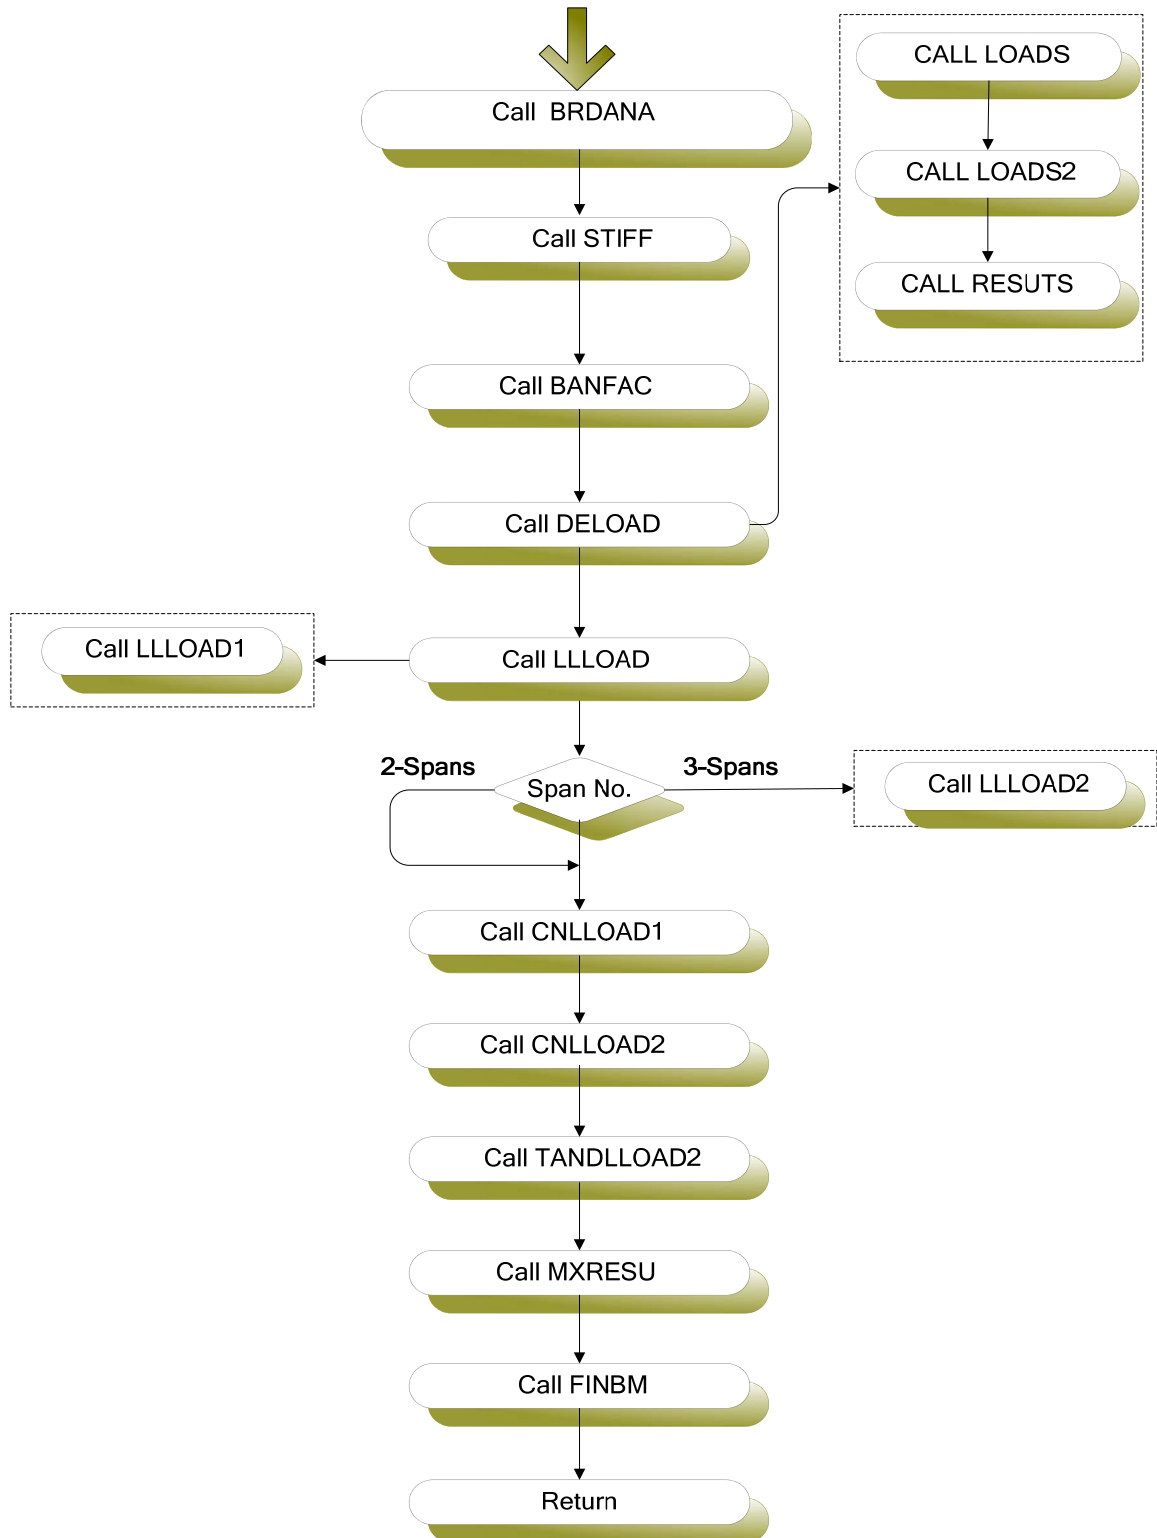 Call BRDANA
CALL LOADS
CALL LOADS2
CALL RESUTS
Call STIFF
Call BANFAC
Call DELOAD
Call LLLOAD1
Call LLLOAD
2-Spans
Span No.
3-Spans
Call LLLOAD2
Call CNLLOAD1
Call CNLLOAD2
Call TANDLLOAD2
Call MXRESU
Call FINBM
Return